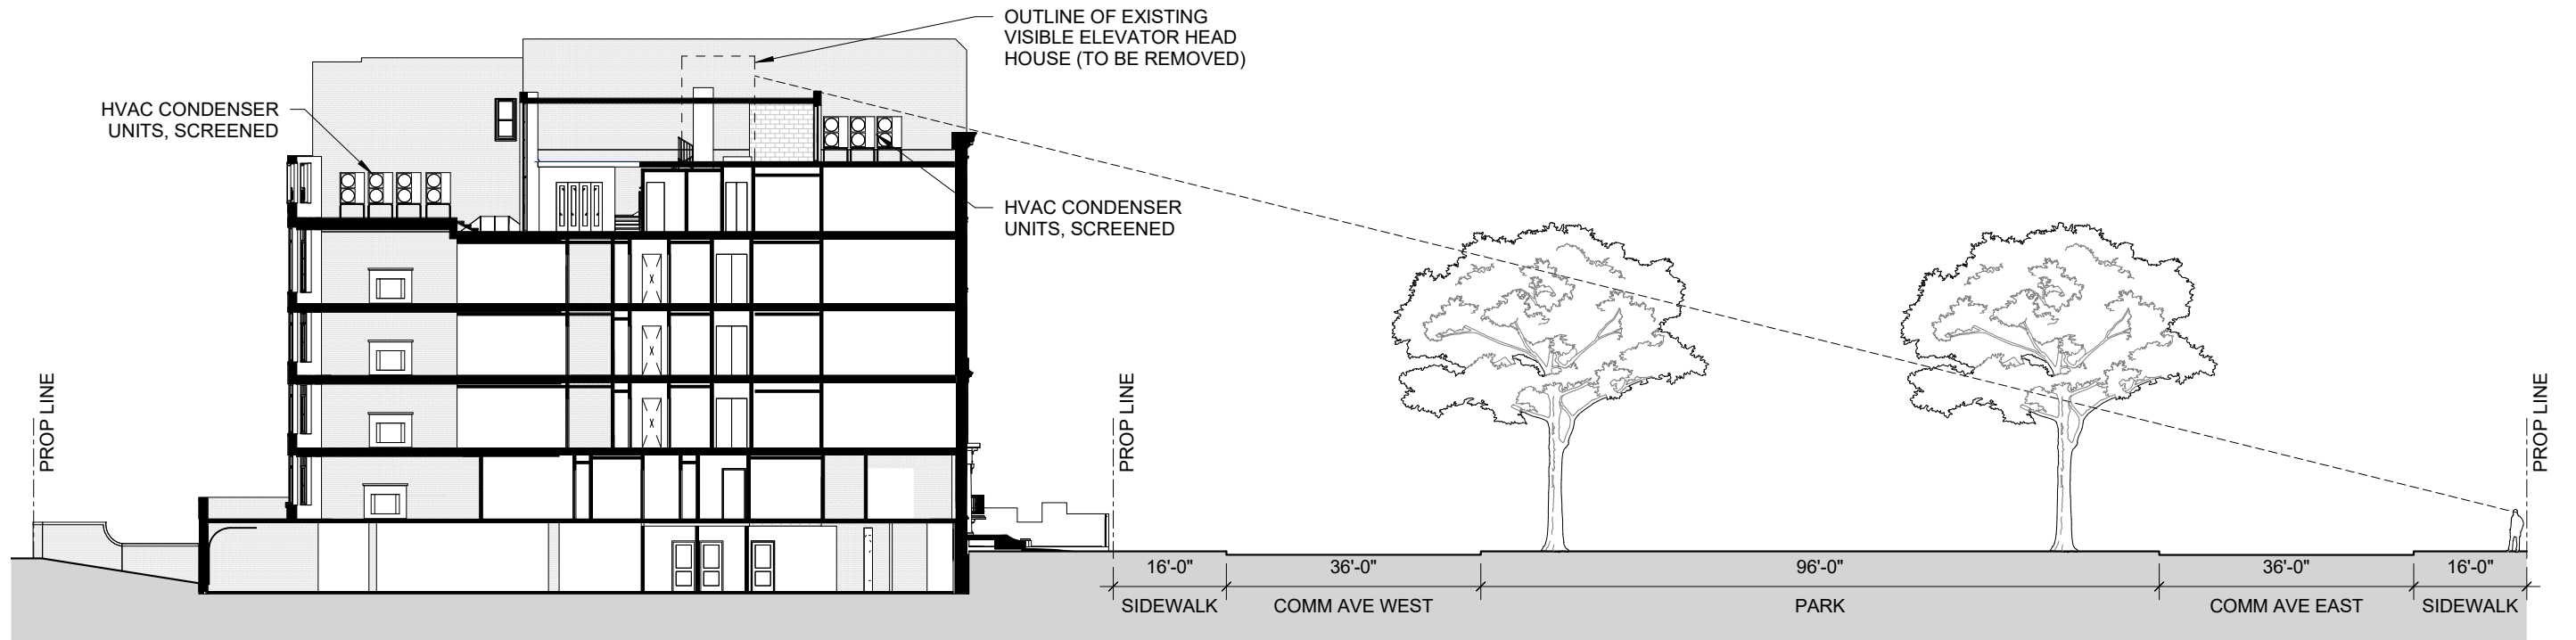 OUTLINE OF EXISTING
VISIBLE ELEVATOR HEAD
HOUSE (TO BE REMOVED)
HVAC CONDENSER
UNITS, SCREENED
HVAC CONDENSER
UNITS, SCREENED
PROP LINE
PROP LINE
PROP LINE
16'-0"
36'-0"
96'-0"
36'-0"
16'-0"
SIDEWALK
COMM AVE WEST
PARK
COMM AVE EAST
SIDEWALK